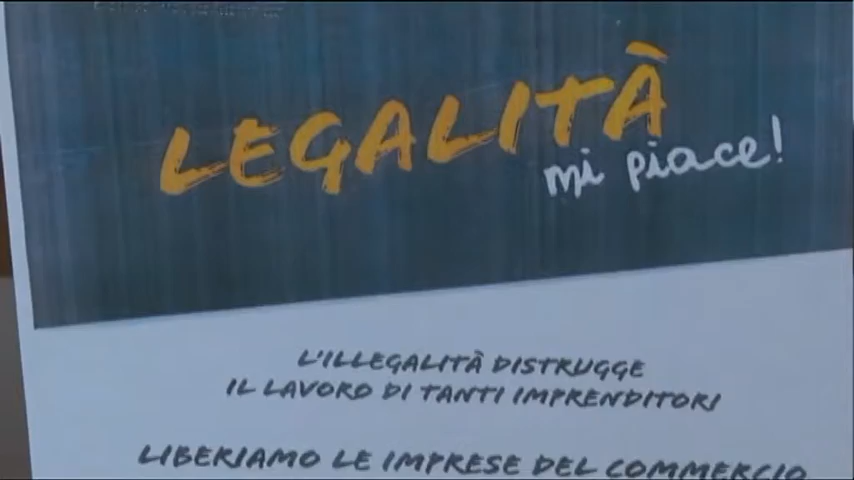 LEGALITÀ
mi piace!
L'ILLEGALITÀ DISTRUGGE
IL LAVORO DI TANTI IMPRENDITORI
LIBERIAMO LE IMPRESE DEL COMMERCIO